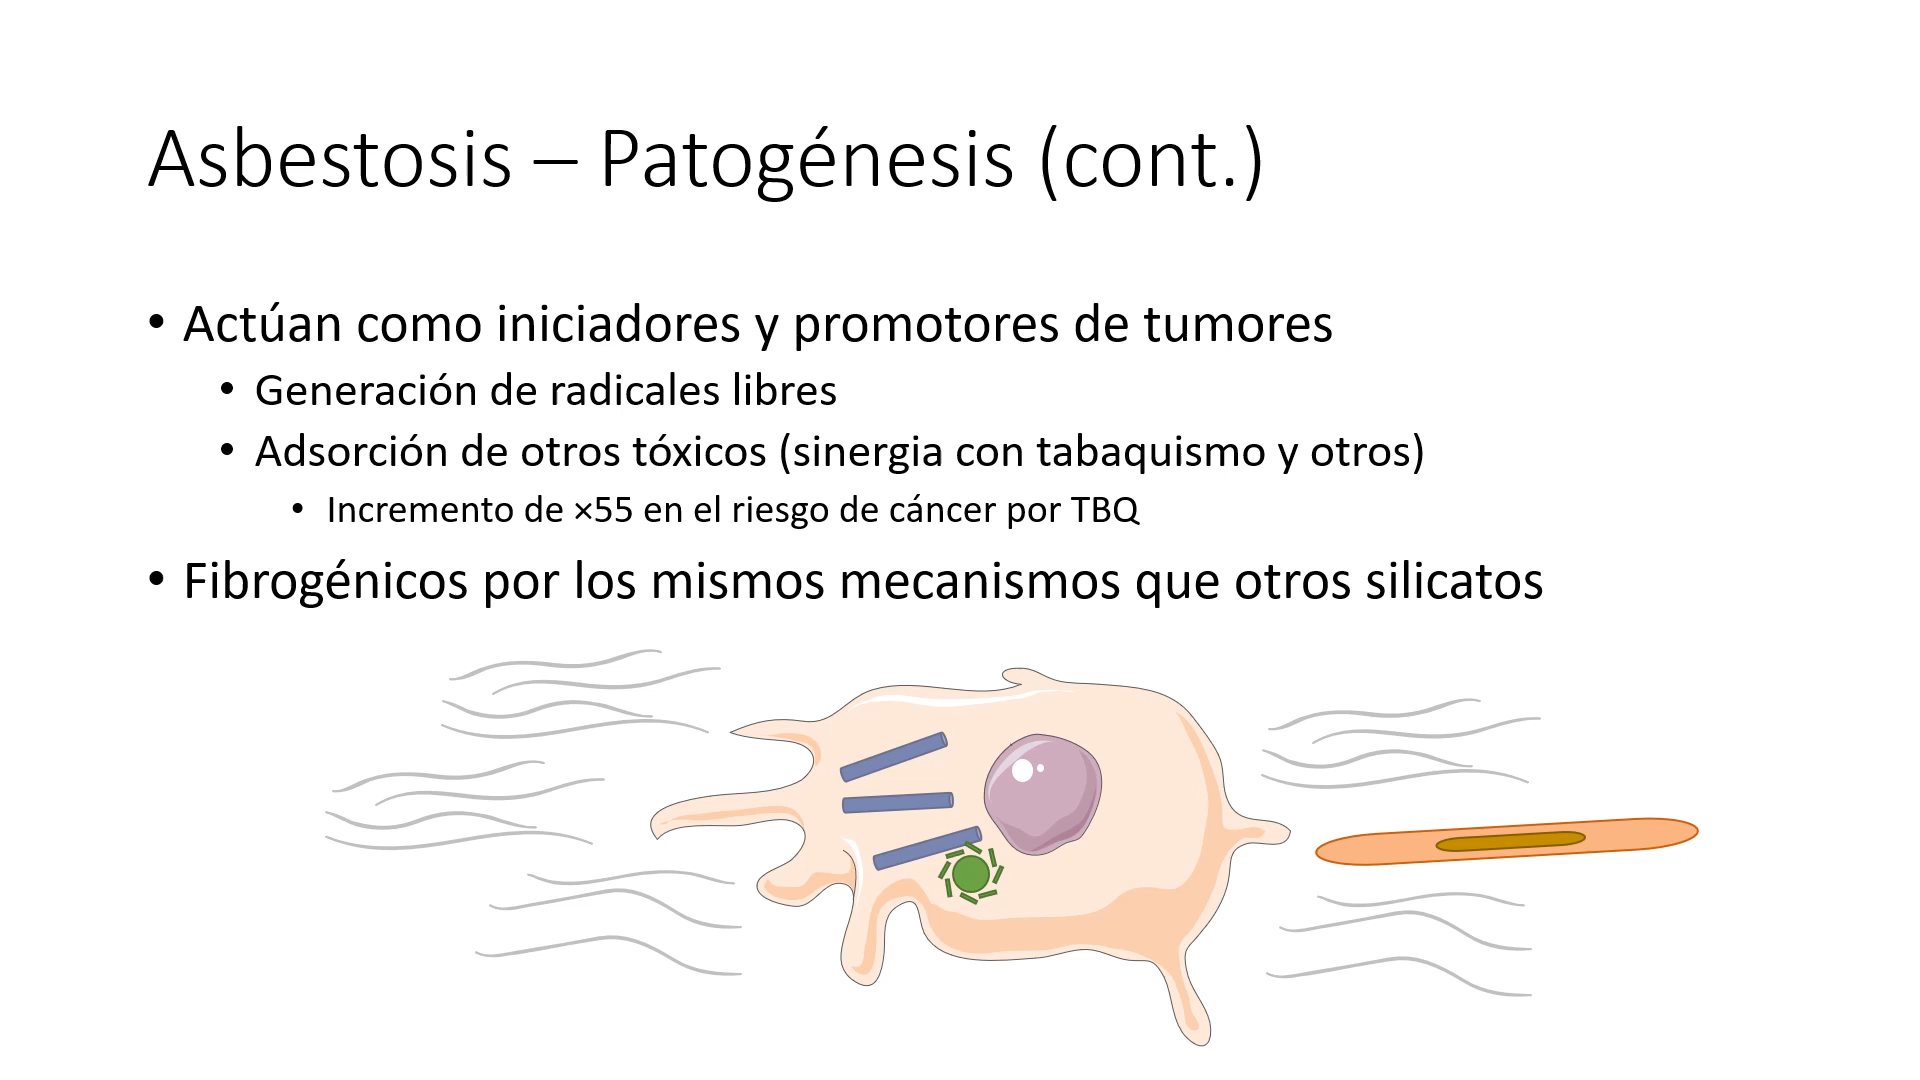 Asbestosis – Patogénesis (cont.)
• Actúan como iniciadores y promotores de tumores
• Generación de radicales libres
• Adsorción de otros tóxicos (sinergia con tabaquismo y otros)
• Incremento de ×55 en el riesgo de cáncer por TBQ
• Fibrogénicos por los mismos mecanismos que otros silicatos